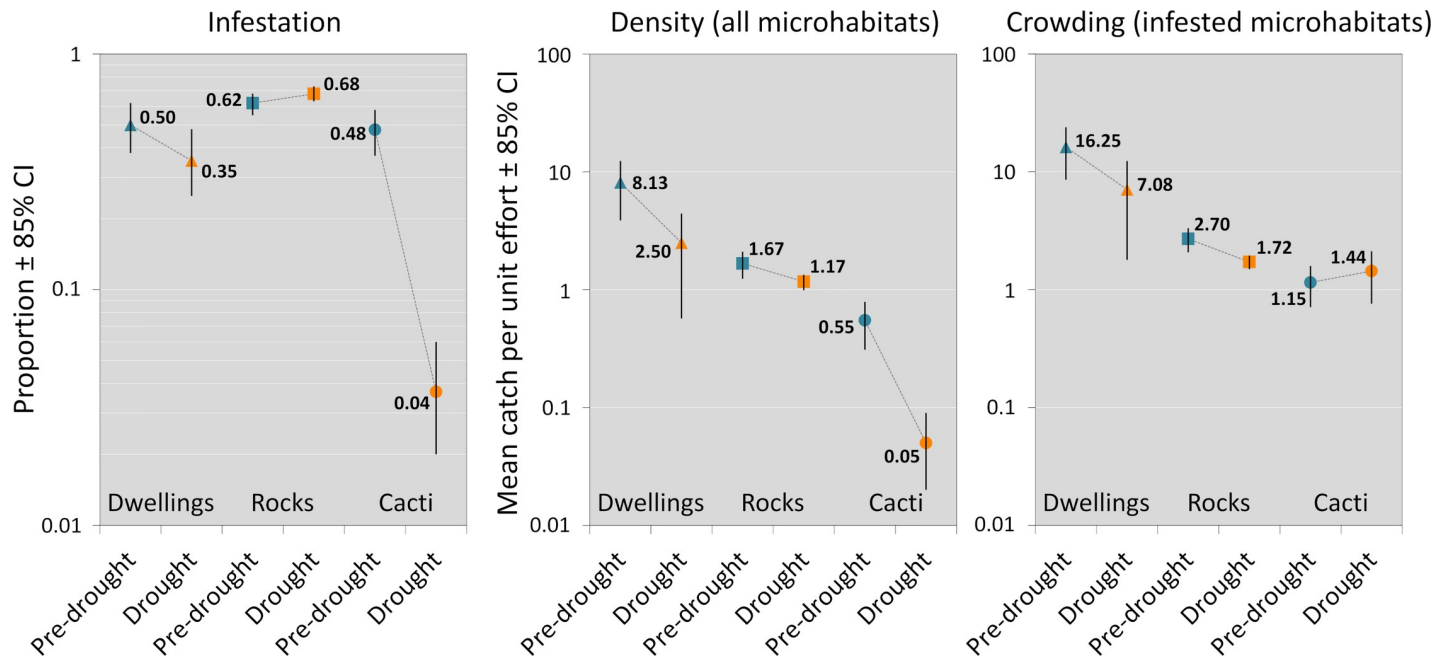 Infestation
Proportion ± 85% CI
1
0.1
0.01
0.50
0.35
0.62
0.68
0.48
0.04
Dwellings
Rocks
Cacti
Pre-drought
Drought
Pre-drought
Drought
Pre-drought
Drought
Density (all microhabitats)
Mean catch per unit effort ± 85% CI
100
10
1
0.1
0.01
8.13
2.50
1.67
1.17
0.55
0.05
Dwellings
Rocks
Cacti
Pre-drought
Drought
Pre-drought
Drought
Pre-drought
Drought
Crowding (infested microhabitats)
100
10
1
0.1
0.01
16.25
7.08
2.70
1.72
1.15
1.44
Dwellings
Rocks
Cacti
Pre-drought
Drought
Pre-drought
Drought
Pre-drought
Drought